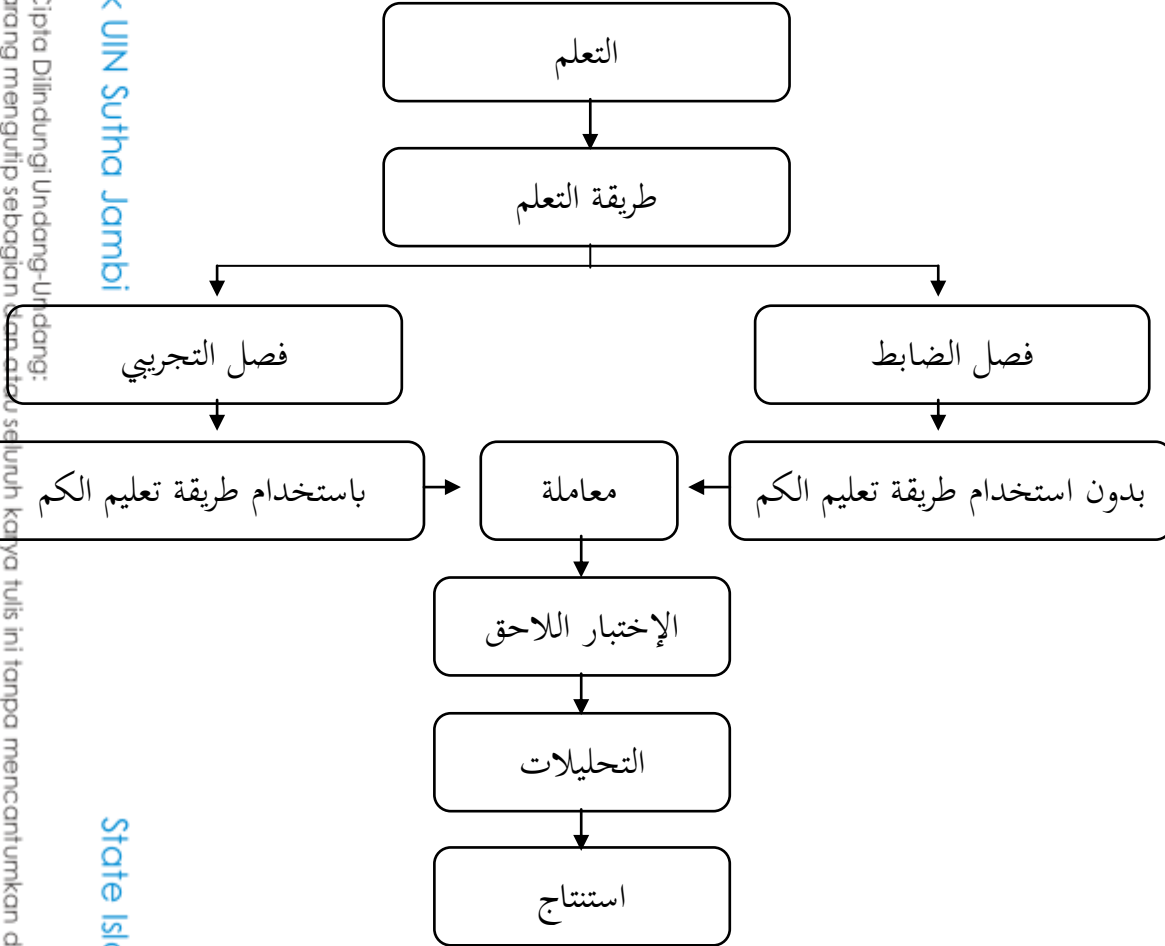 التعلم
طريقة التعلم
فصل الضابط
فصل التجريبي
بدون استخدام طريقة تعليم الكم
معاملة
باستخدام طريقة تعليم الكم
الإختبار اللاحق
التحليلات
استنتاج
UIN Sutha Jambi
State
Cipta Dilindungi Undang-Undang:
mengutip sebagian dan atau seluruh karya tulis ini tanpa mencantumkan